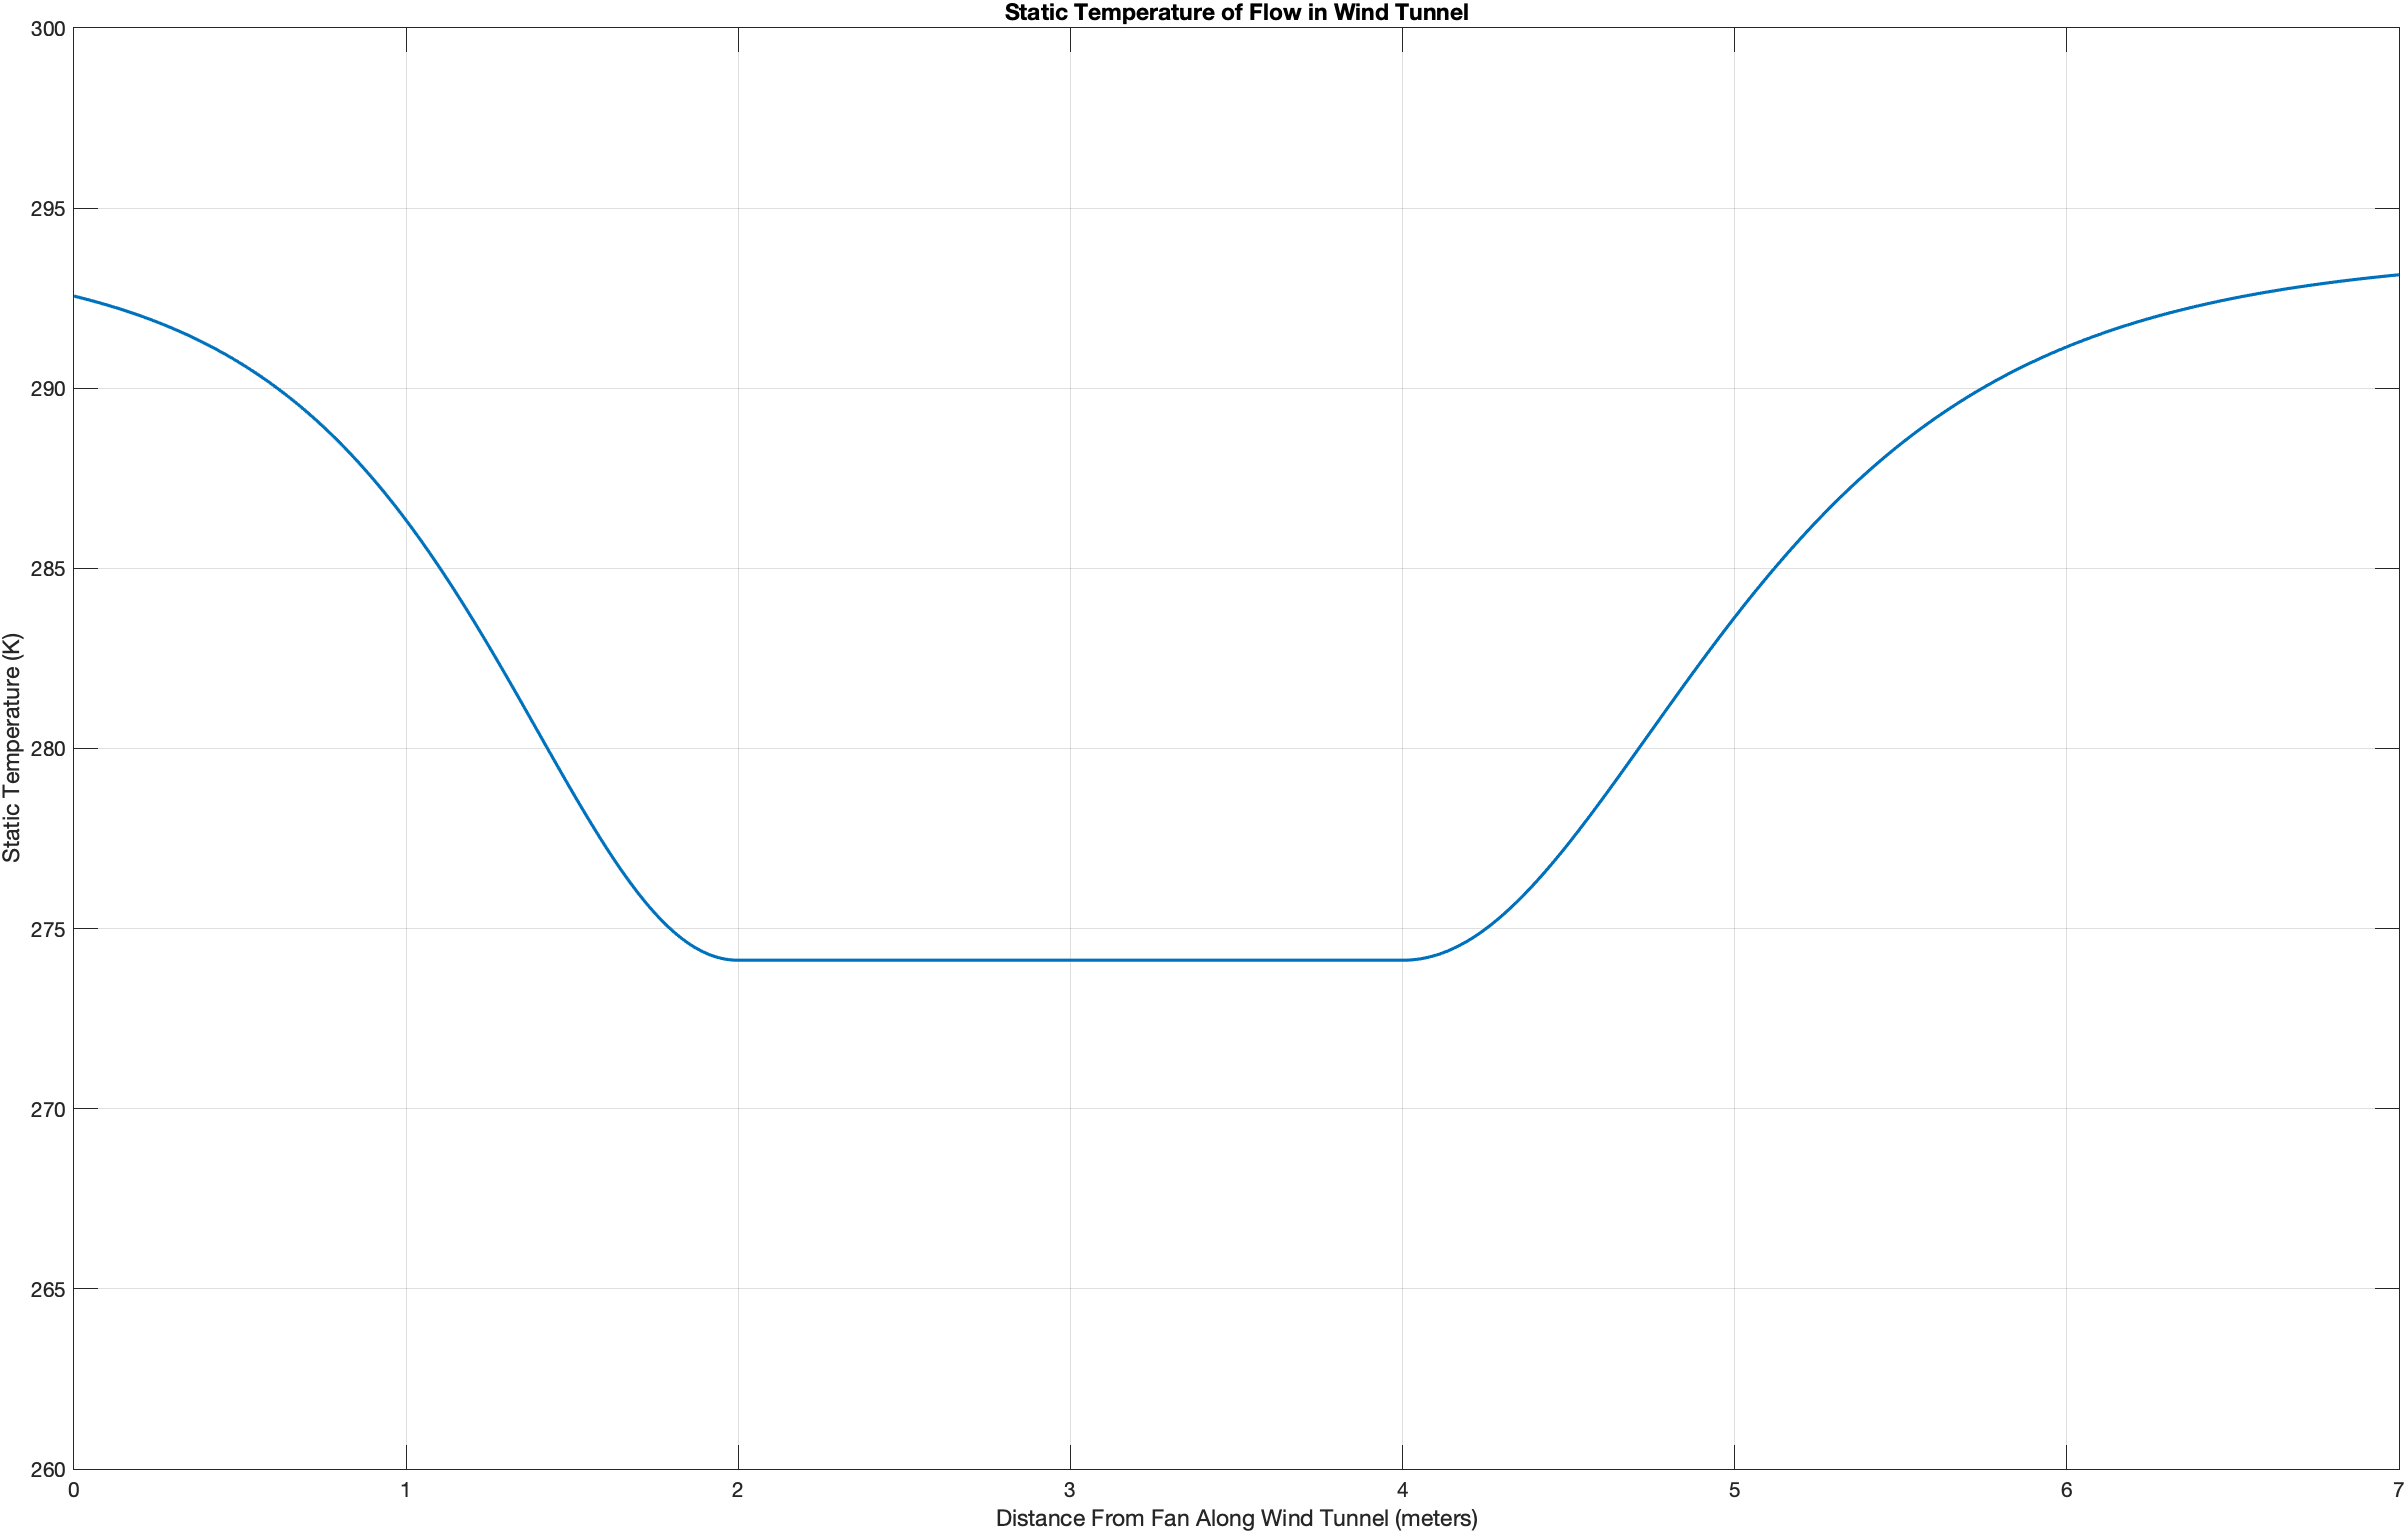 Static Temperature of Flow in Wind Tunnel
300
295
290
285
280
275
270
265
260
Static Temperature (K)
0 1 2 3 4 5 6 7
Distance From Fan Along Wind Tunnel (meters)